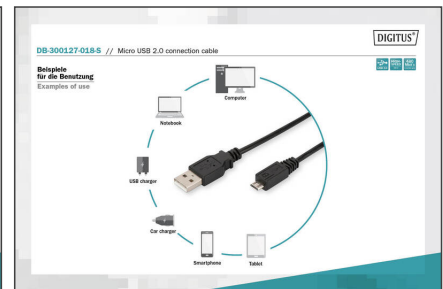 DIGITUS®
DB-300127-018-S // Micro USB 2.0 connection cable
Beispiele
für die Benutzung
Examples of use
Computer
Notebook
USB charger
Car charger
Smartphone
Tablet